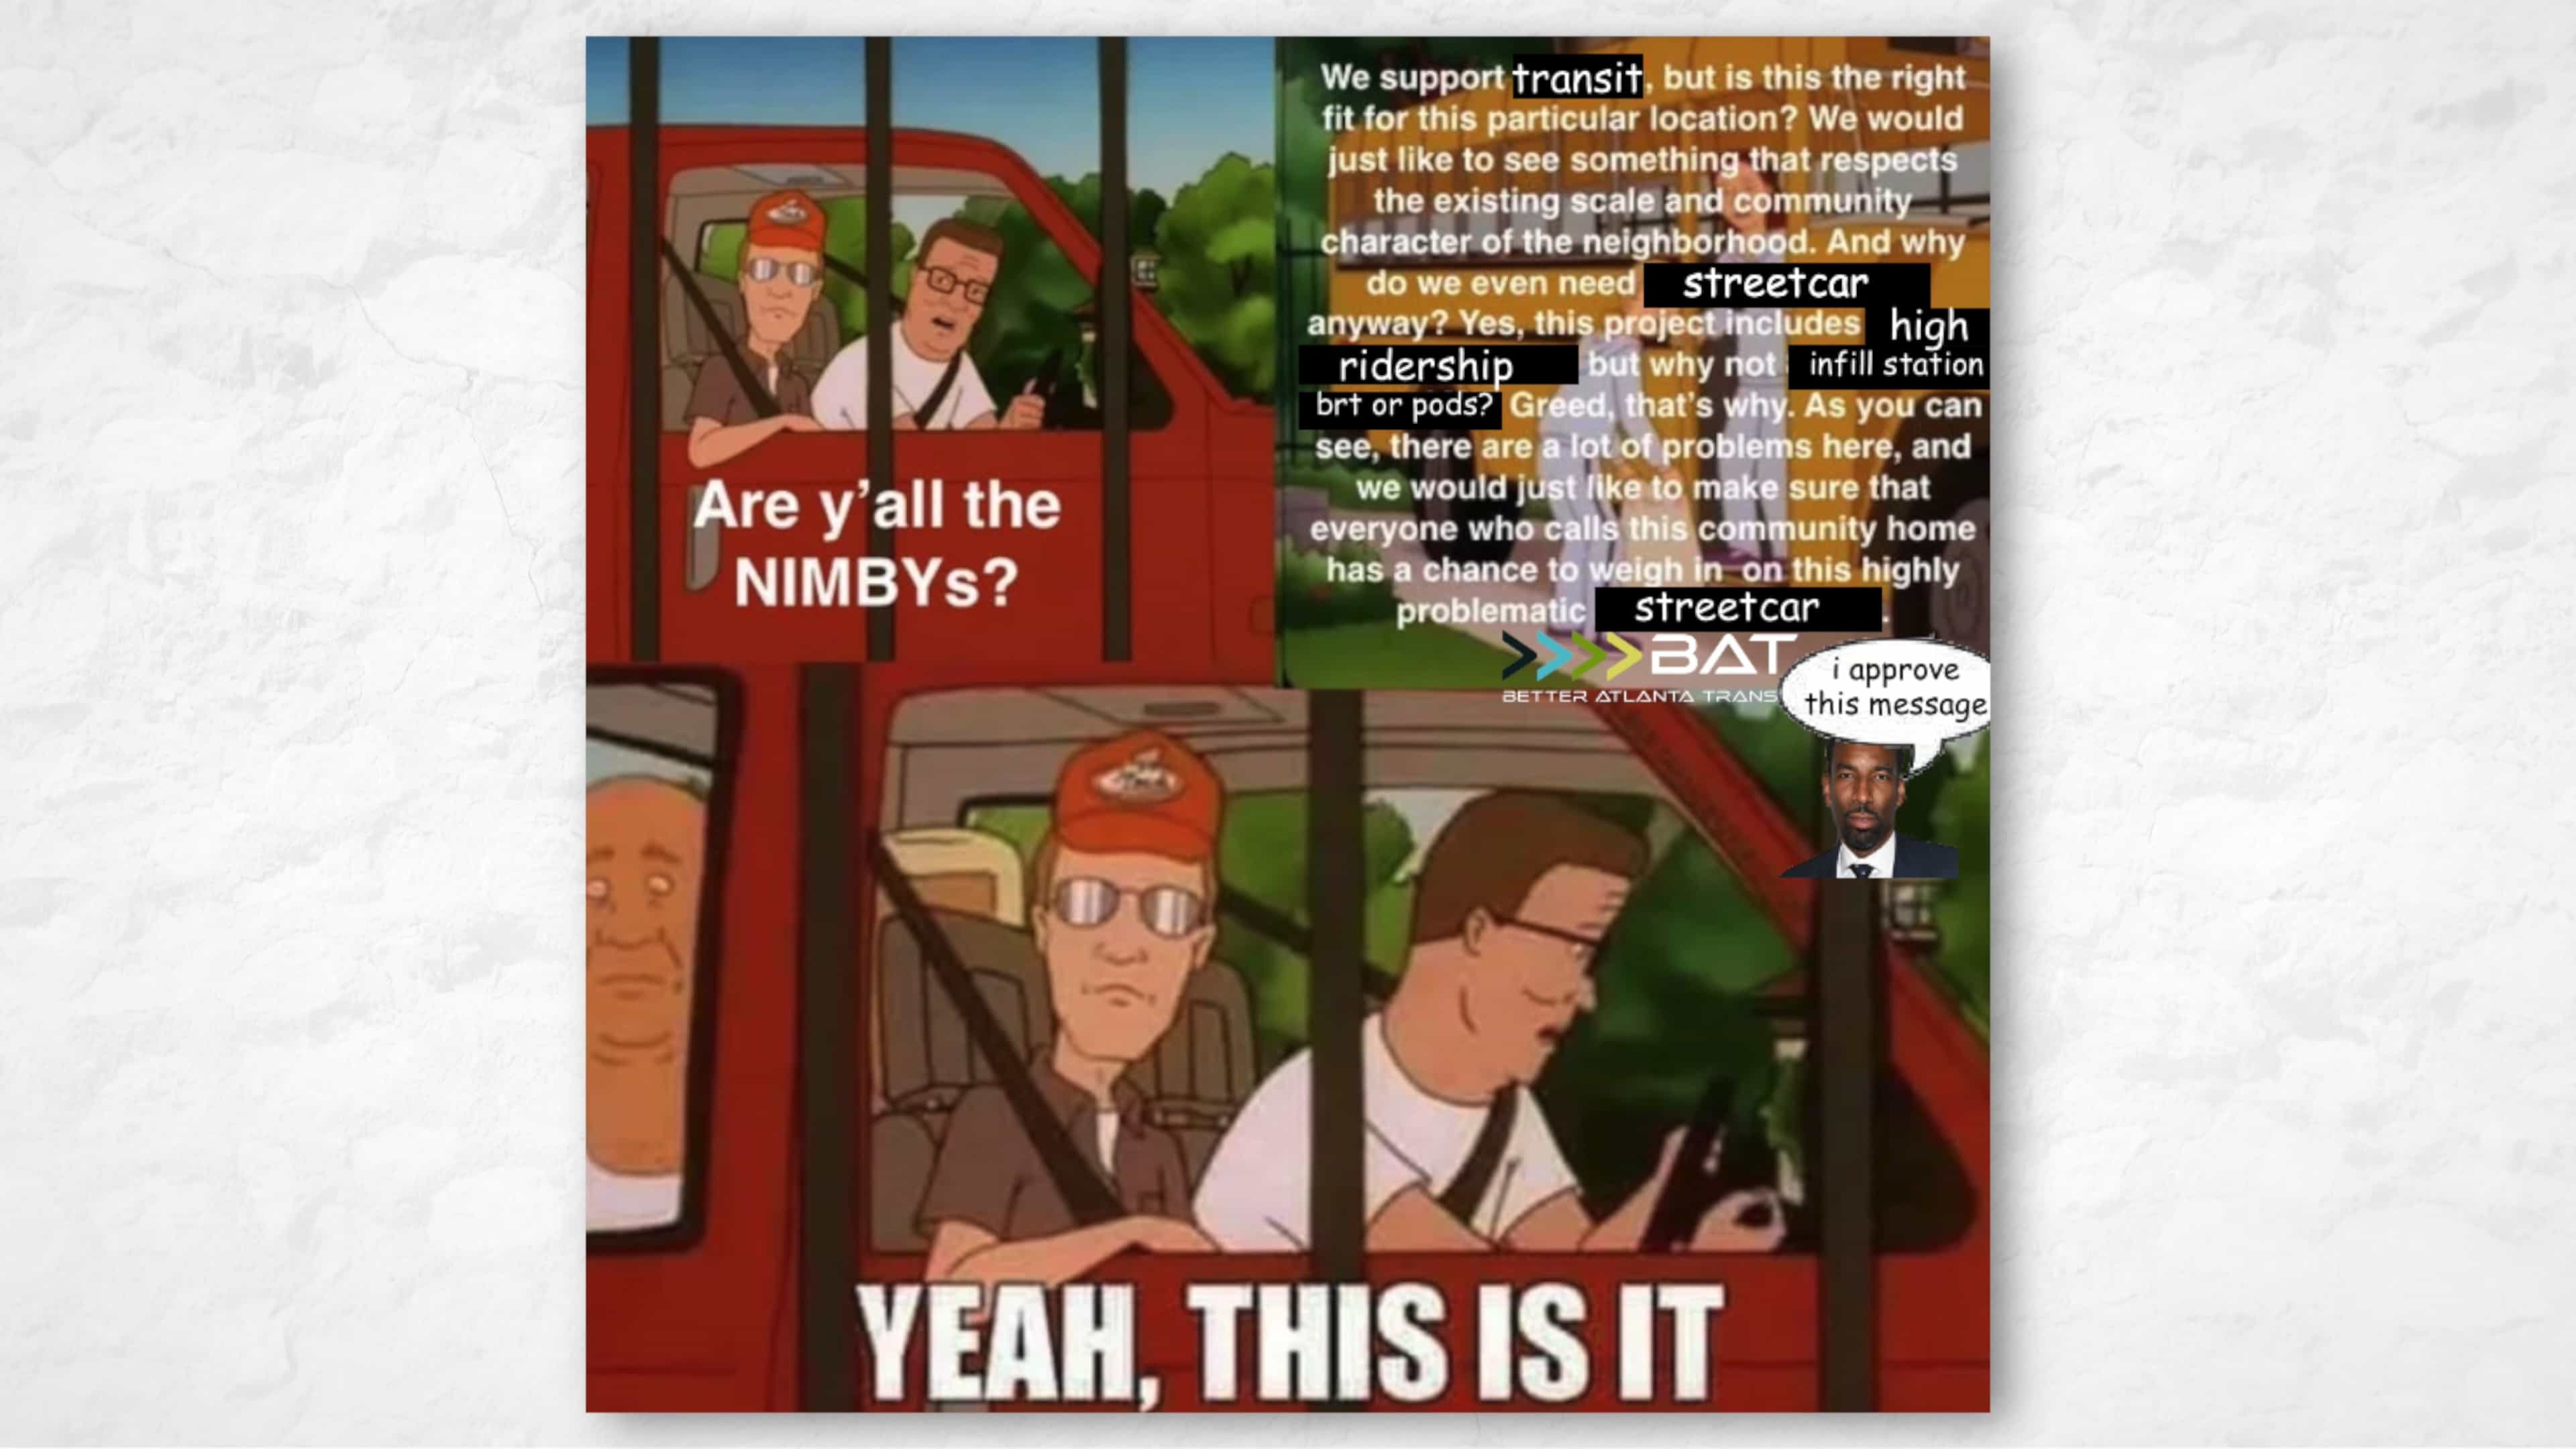 Are y'all the
NIMBYs?
We support transit, but is this the right
fit for this particular location? We would
just like to see something that respects
the existing scale and community
character of the neighborhood. And why
do we even need streetcar
anyway? Yes, this project includes high
ridership but why not infill station
brt or pods? Greed, that's why. As you can
see, there are a lot of problems here, and
we would just like to make sure that
everyone who calls this community home
has a chance to weigh in on this highly
problematic streetcar.
BAT
BETTER ATLANTA TRANS
i approve
this message
YEAH, THIS IS IT